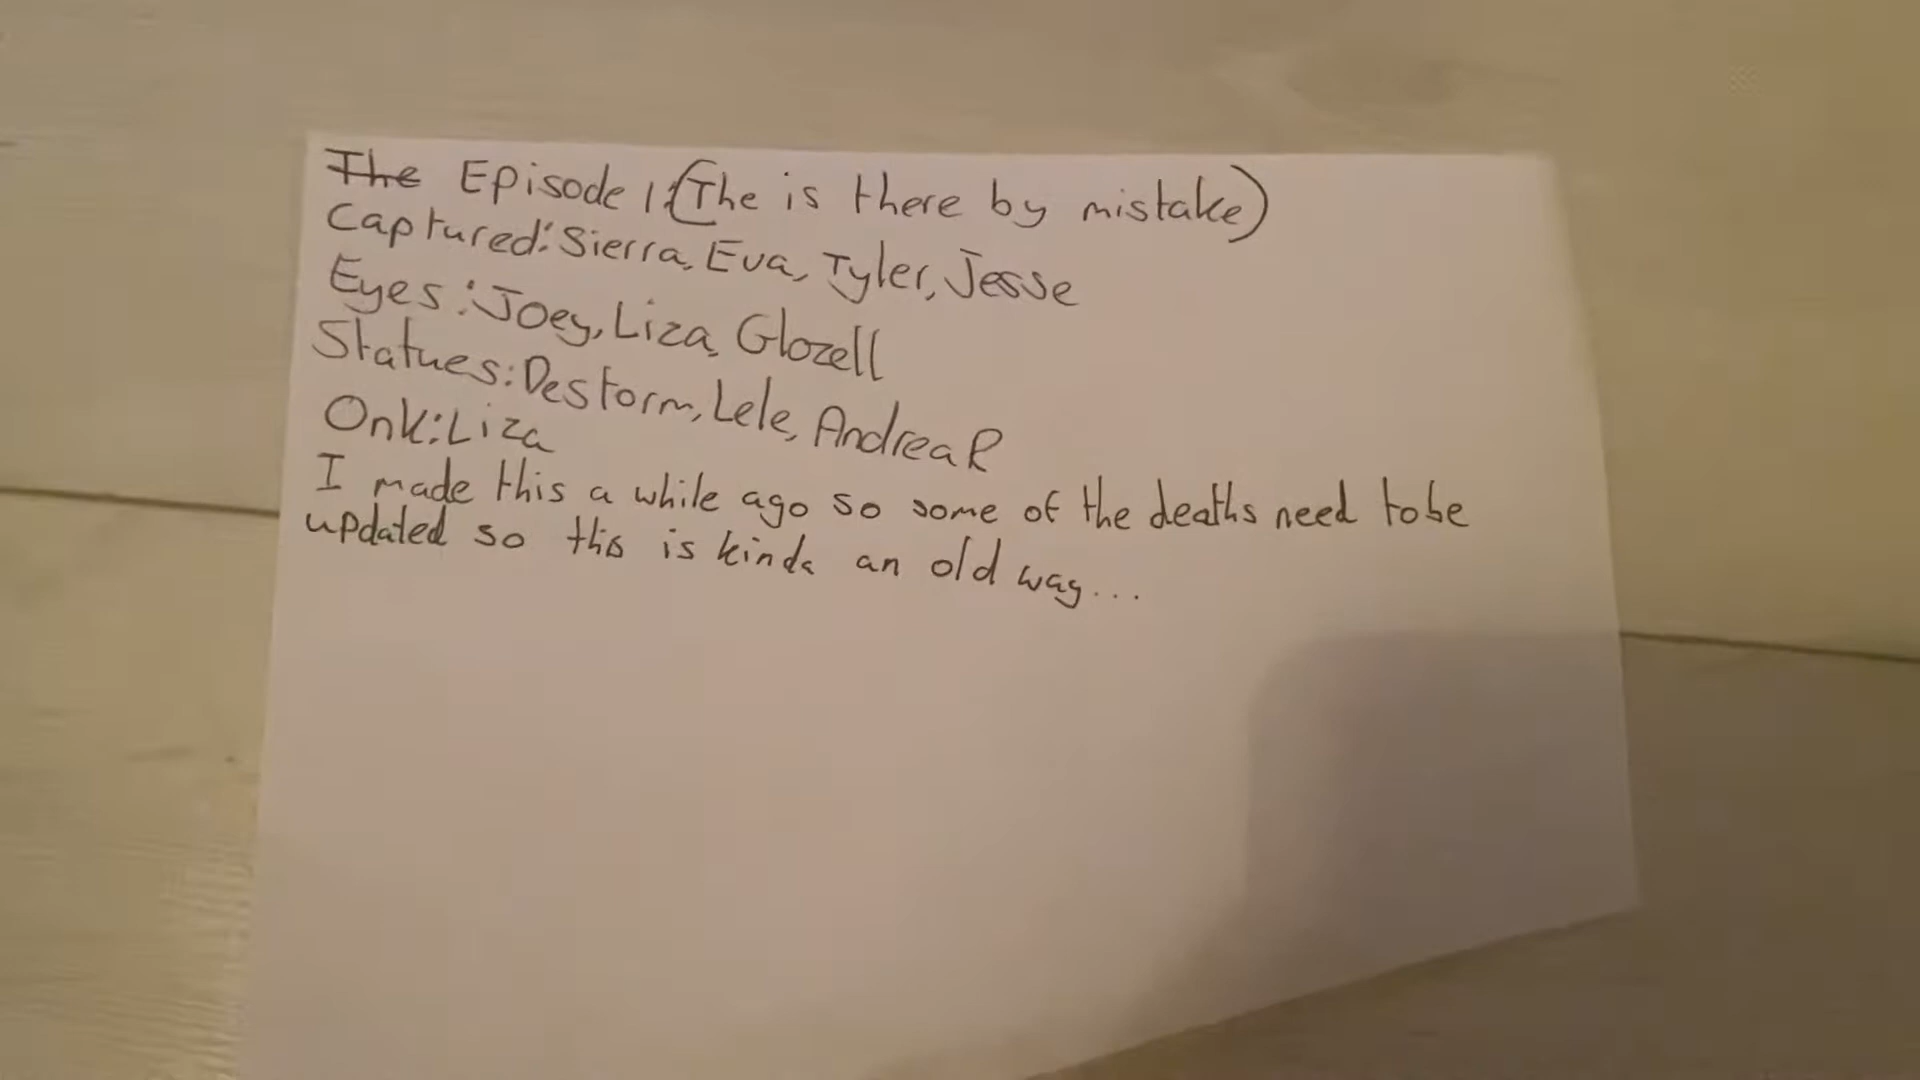 The Episode 1:(The is there by mistake)
Captured:Sierra, Eva, Tyler, Jesse
Eyes:Joey, Liza, Glozell
Statues:Destorm, Lele, Andrea R
Onk:Liza
I made this a while ago so some of the deaths need to be
updated so this is kinda an old way...